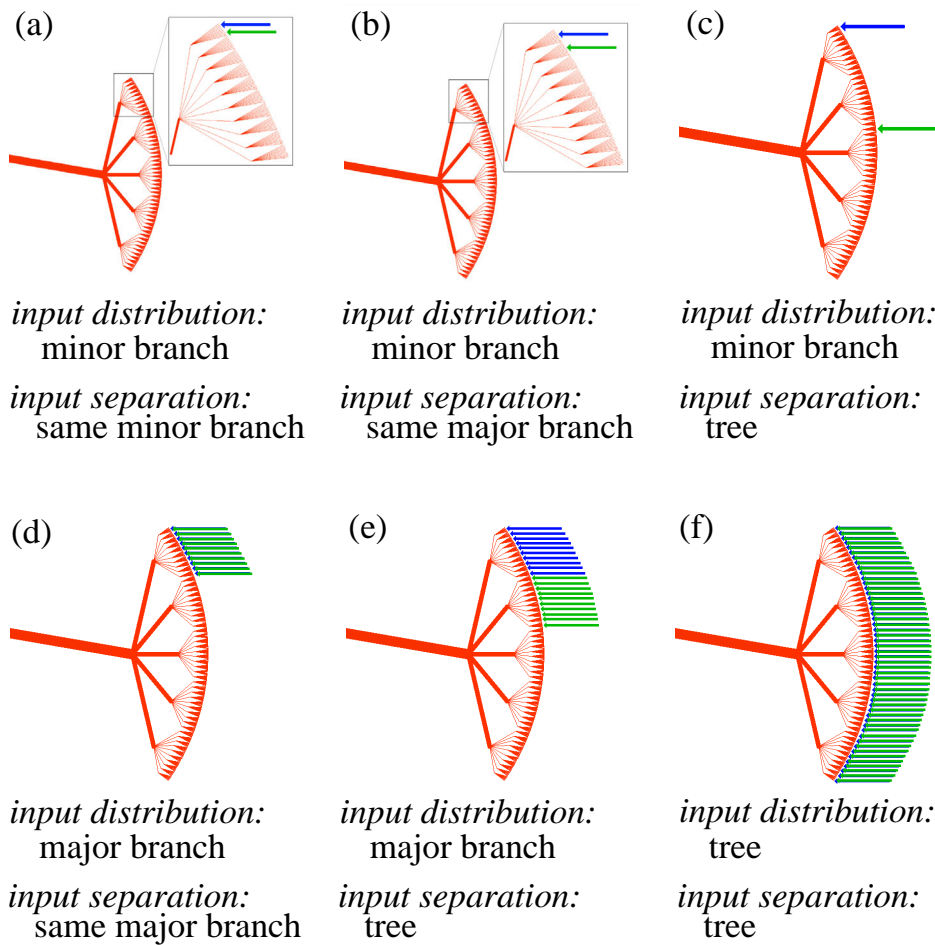 (a)
input distribution:
minor branch
input separation:
same minor branch
(b)
input distribution:
minor branch
input separation:
same major branch
(c)
input distribution:
minor branch
input separation:
tree
(d)
input distribution:
major branch
input separation:
same major branch
(e)
input distribution:
major branch
input separation:
tree
(f)
input distribution:
tree
input separation:
tree